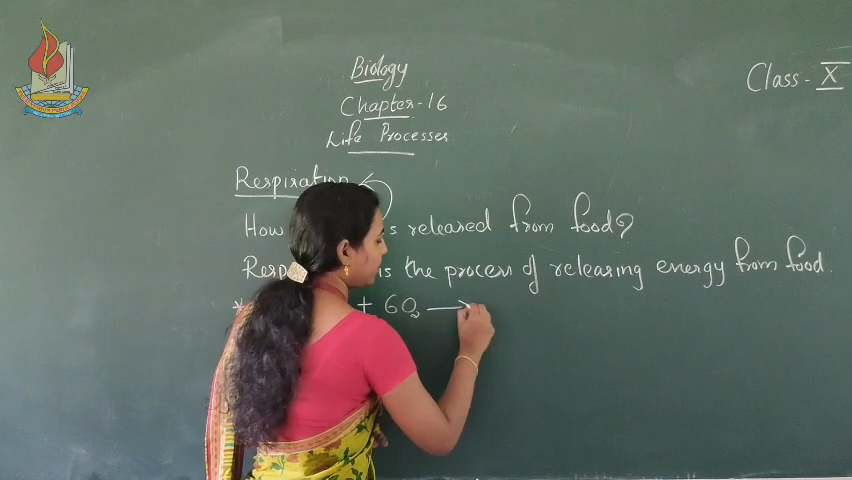 Biology
Class - X
Chapter - 16
Life Processes
Respiration
How s released from food?
Resp is the process of releasing energy from food.
* + 6O₂ →